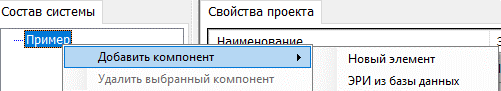 Состав системы
Свойства проекта
Пример
Наименование
Добавить компонент
Новый элемент
Удалить выбранный компонент
ЭРИ из базы данных